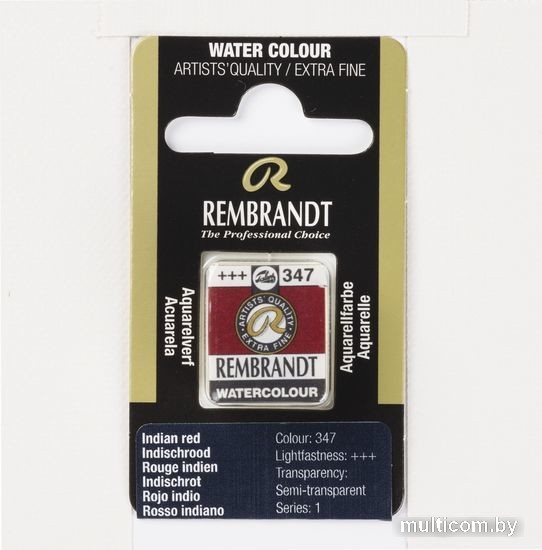 WATER COLOUR
ARTISTS' QUALITY / EXTRA FINE
R
REMBRANDT
The Professional Choice
+++ Talens 347
ARTISTS' QUALITY
R
EXTRA FINE
REMBRANDT
WATERCOLOUR
Aquarelverf
Acuarela
Aquarellfarbe
Aquarelle
Indian red
Indischrood
Rouge indien
Indischrot
Rojo indio
Rosso indiano
Colour: 347
Lightfastness: +++
Transparency:
Semi-transparent
Series: 1
multicom.by